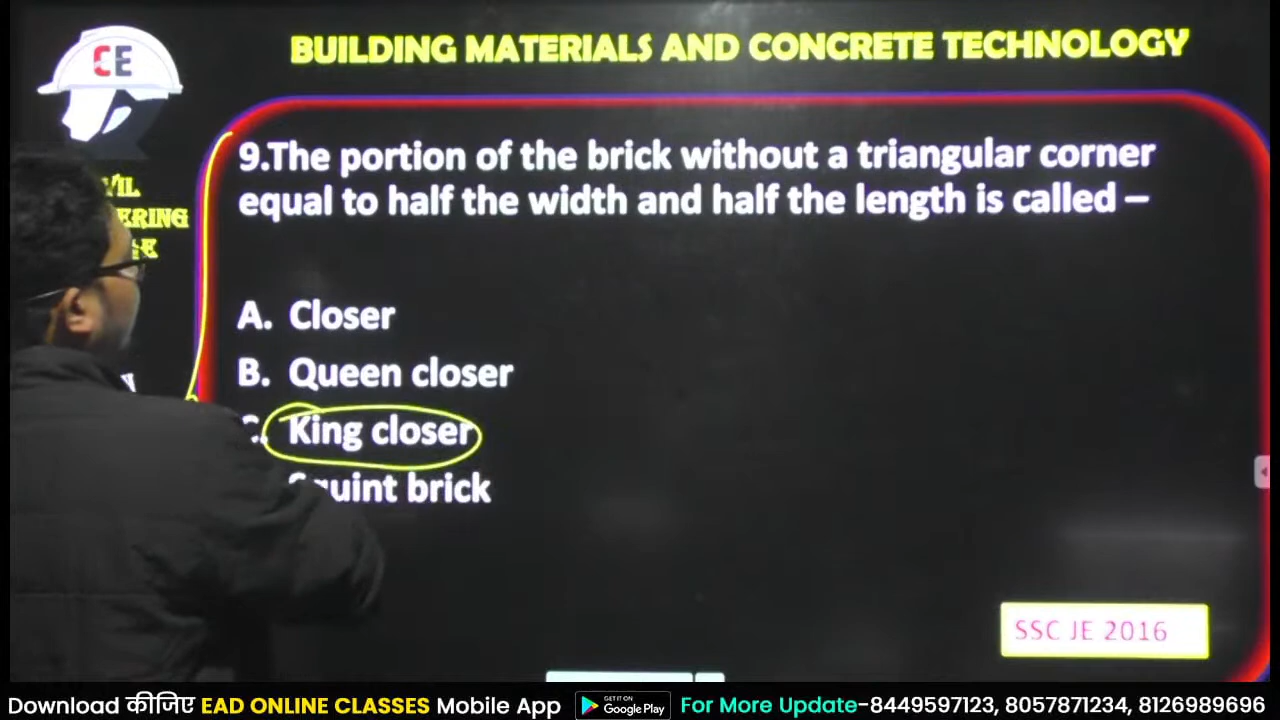 CE
BUILDING MATERIALS AND CONCRETE TECHNOLOGY
9.The portion of the brick without a triangular corner
equal to half the width and half the length is called –
A. Closer
B. Queen closer
C. King closer
brick
SSC JE 2016
Download कीजिए EAD ONLINE CLASSES Mobile App GET IT ON Google Play For More Update-8449597123, 8057871234, 8126989696